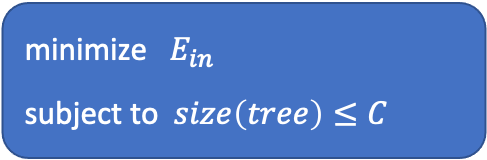 minimize E_in
subject to size(tree) ≤ C